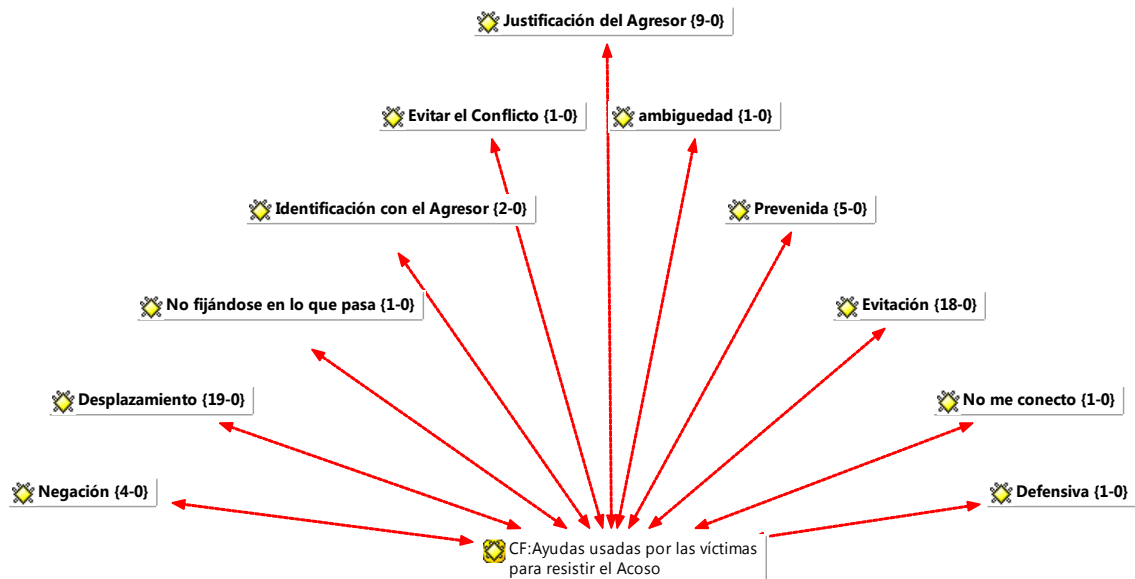 Justificación del Agresor {9-0}
Evitar el Conflicto {1-0}
ambiguedad {1-0}
Identificación con el Agresor {2-0}
Prevenida {5-0}
No fijándose en lo que pasa {1-0}
Evitación {18-0}
Desplazamiento {19-0}
No me conecto {1-0}
Negación {4-0}
Defensiva {1-0}
CF:Ayudas usadas por las víctimas
para resistir el Acoso